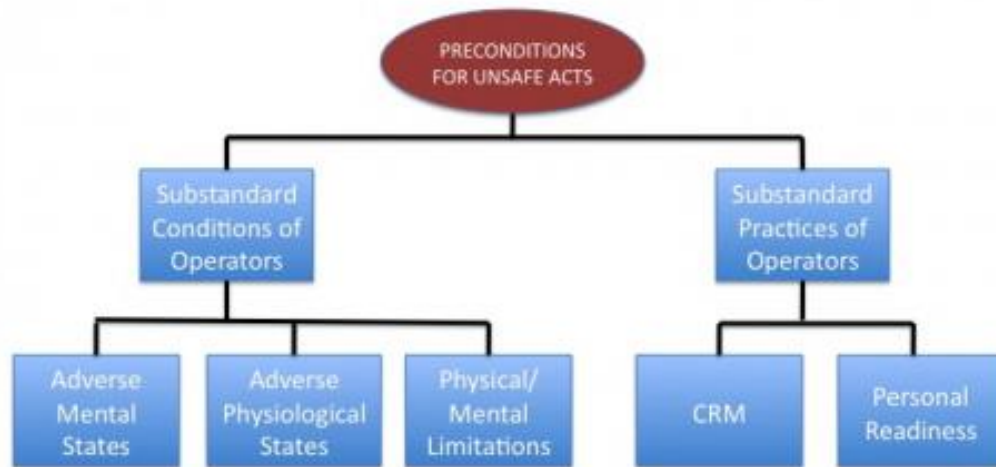 PRECONDITIONS
FOR UNSAFE ACTS
Substandard
Conditions of
Operators
Substandard
Practices of
Operators
Adverse
Mental
States
Adverse
Physiological
States
Physical/
Mental
Limitations
CRM
Personal
Readiness